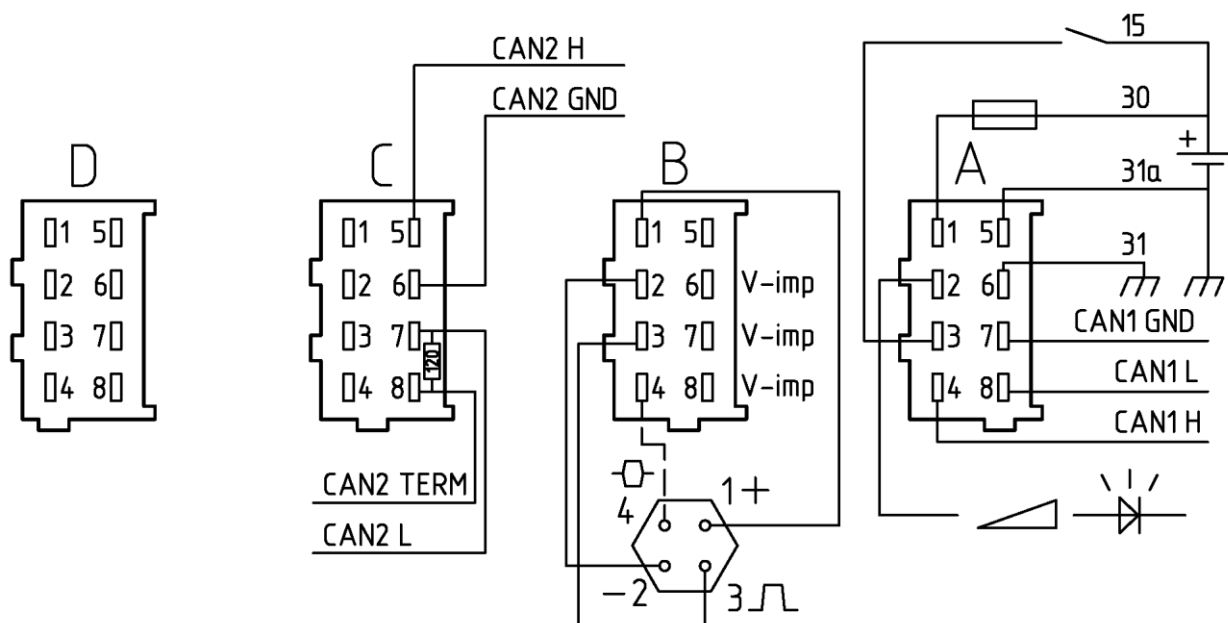 CAN2 H
CAN2 GND
15
30
31a
31
+
D
C
B
A
1 5
2 6
3 7
4 8
1 5
2 6
3 7
4 8
120
1 5
2 6 V-imp
3 7 V-imp
4 8 V-imp
1 5
2 6
3 7
4 8
CAN1 GND
CAN1 L
CAN1 H
CAN2 TERM
CAN2 L
4
1+
-2
3